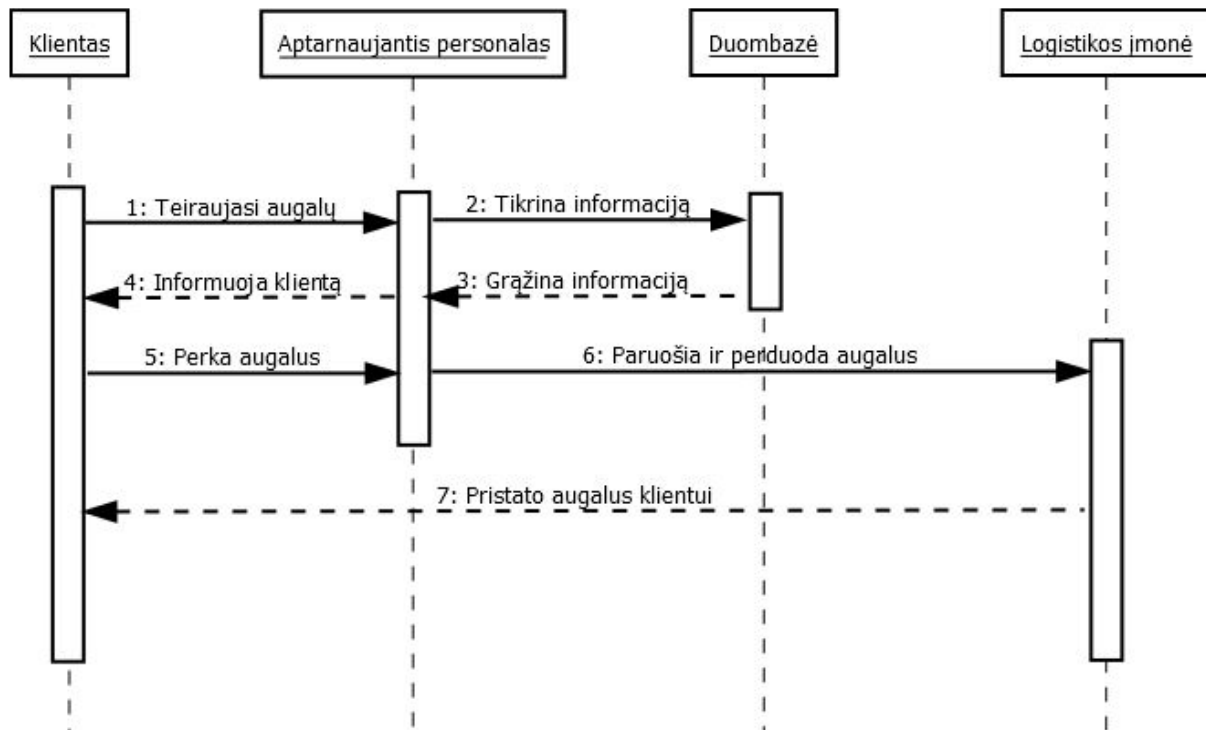 Klientas
Aptarnaujantis personalas
Duombazė
Logistikos įmonė
1: Teiraujasi augalų
2: Tikrina informaciją
4: Informuoja klientą
3: Grąžina informaciją
5: Perka augalus
6: Paruošia ir perduoda augalus
7: Pristato augalus klientui